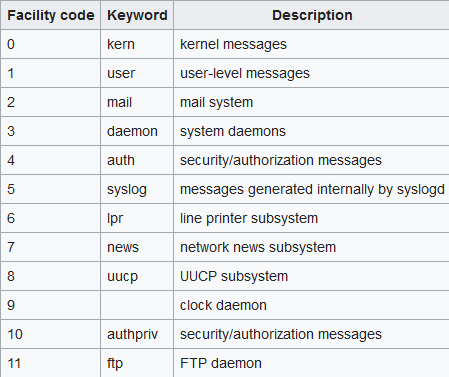 Facility code Keyword Description
0 kern kernel messages
1 user user-level messages
2 mail mail system
3 daemon system daemons
4 auth security/authorization messages
5 syslog messages generated internally by syslogd
6 lpr line printer subsystem
7 news network news subsystem
8 uucp UUCP subsystem
9 clock daemon
10 authpriv security/authorization messages
11 ftp FTP daemon